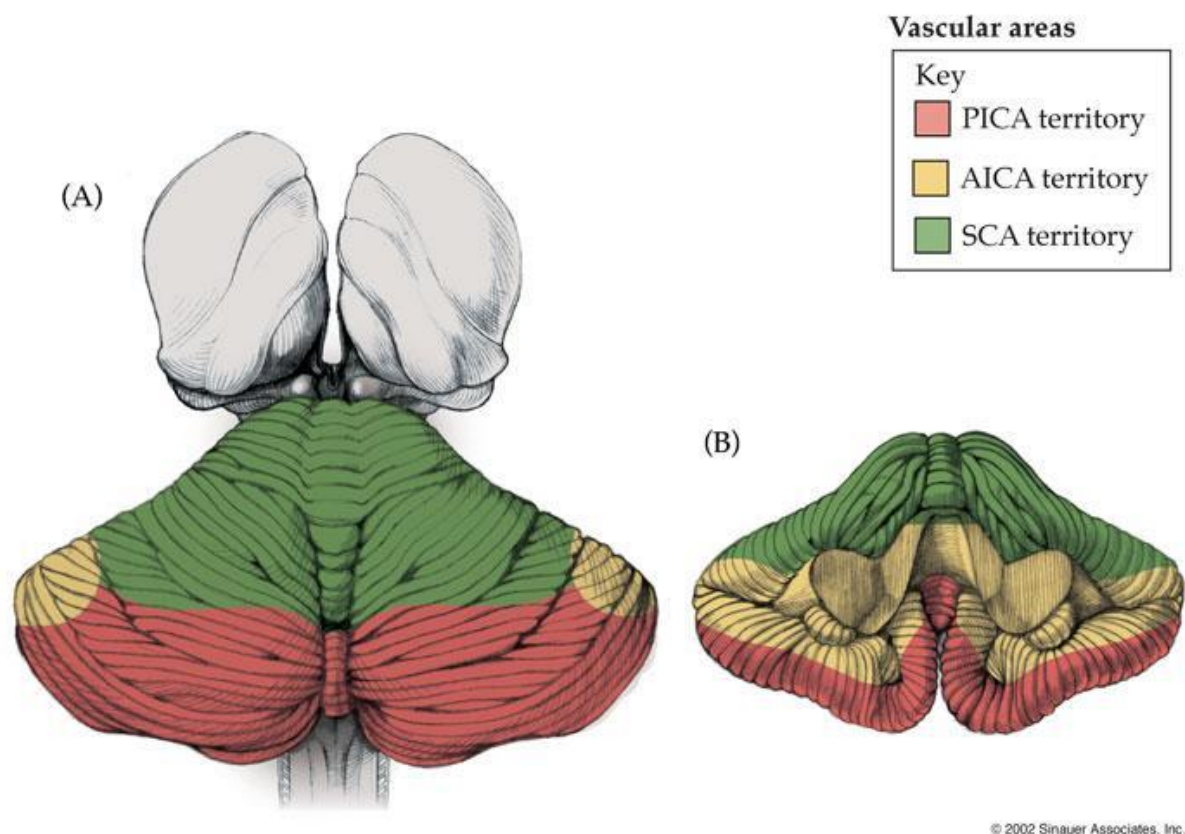 Vascular areas
Key
PICA territory
AICA territory
SCA territory
(A)
(B)
© 2002 Sinauer Associates, Inc.